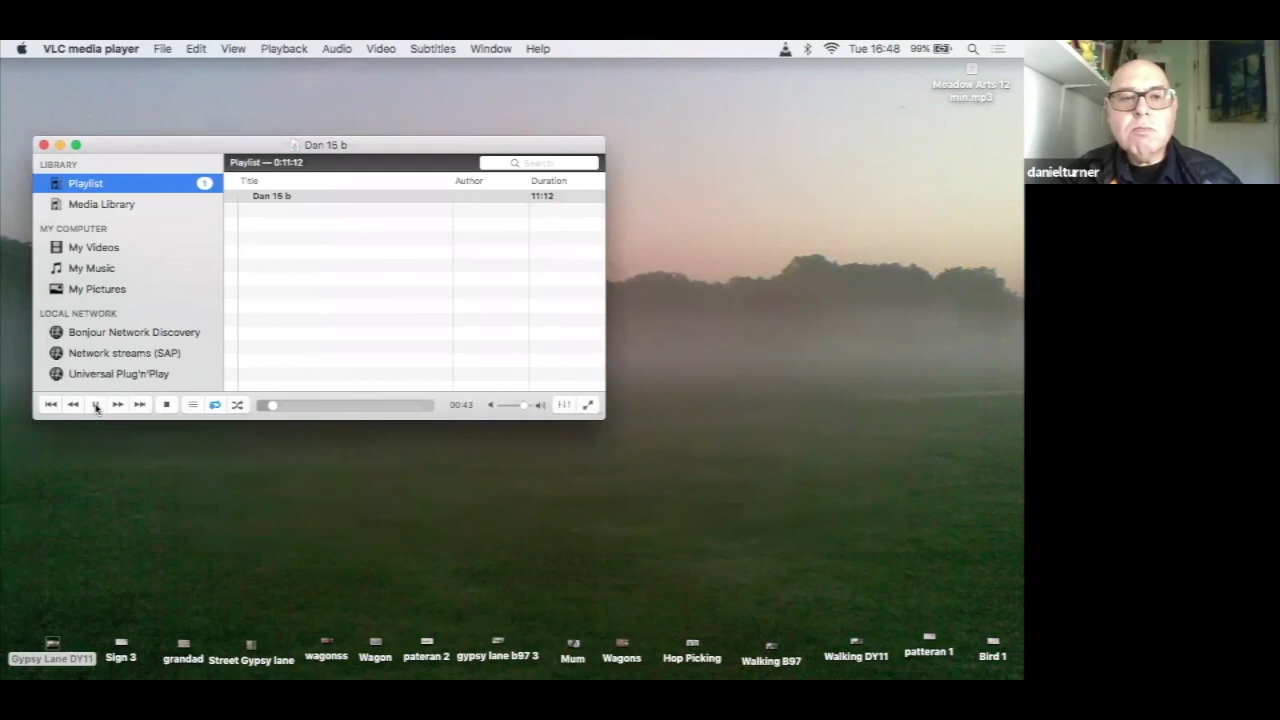 VLC media player File Edit View Playback Audio Video Subtitles Window Help Tue 16:48 99%
Meadow Arts 12
min.mp3
danielturner
Dan 15 b
LIBRARY
Playlist 1
Media Library
MY COMPUTER
My Videos
My Music
My Pictures
LOCAL NETWORK
Bonjour Network Discovery
Network streams (SAP)
Universal Plug'n'Play
Playlist — 0:11:12 Search
Title Author Duration
Dan 15 b 11:12
00:43
Gypsy Lane DY11 Sign 3 grandad Street Gypsy lane wagonss Wagon pateran 2 gypsy lane b97 3 Mum Wagons Hop Picking Walking B97 Walking DY11 patteran 1 Bird 1